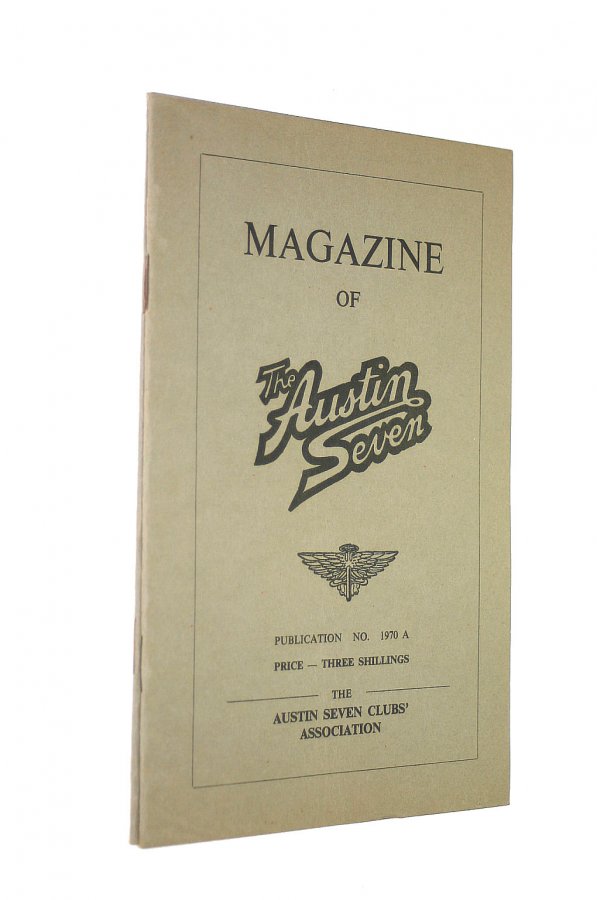 MAGAZINE
OF
The
Austin
Seven
PUBLICATION NO. 1970 A
PRICE — THREE SHILLINGS
THE
AUSTIN SEVEN CLUBS'
ASSOCIATION